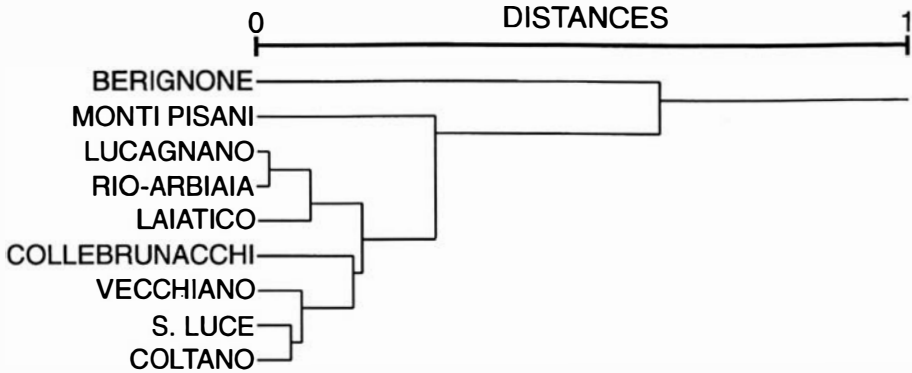 DISTANCES
0 1
BERIGNONE
MONTI PISANI
LUCAGNANO
RIO-ARBIAIA
LAIATICO
COLLEBRUNACCHI
VECCHIANO
S. LUCE
COLTANO